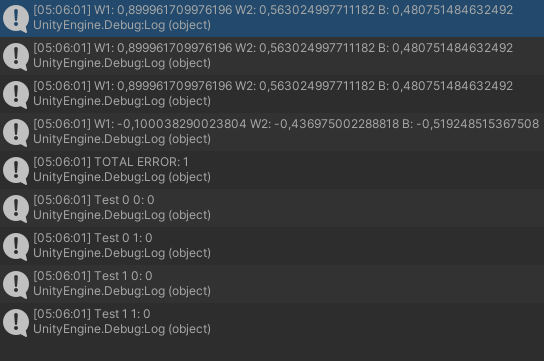 [05:06:01] W1: 0,899961709976196 W2: 0,563024997711182 B: 0,480751484632492
UnityEngine.Debug:Log (object)
[05:06:01] W1: 0,899961709976196 W2: 0,563024997711182 B: 0,480751484632492
UnityEngine.Debug:Log (object)
[05:06:01] W1: 0,899961709976196 W2: 0,563024997711182 B: 0,480751484632492
UnityEngine.Debug:Log (object)
[05:06:01] W1: -0,100038290023804 W2: -0,436975002288818 B: -0,519248515367508
UnityEngine.Debug:Log (object)
[05:06:01] TOTAL ERROR: 1
UnityEngine.Debug:Log (object)
[05:06:01] Test 0 0: 0
UnityEngine.Debug:Log (object)
[05:06:01] Test 0 1: 0
UnityEngine.Debug:Log (object)
[05:06:01] Test 1 0: 0
UnityEngine.Debug:Log (object)
[05:06:01] Test 1 1: 0
UnityEngine.Debug:Log (object)